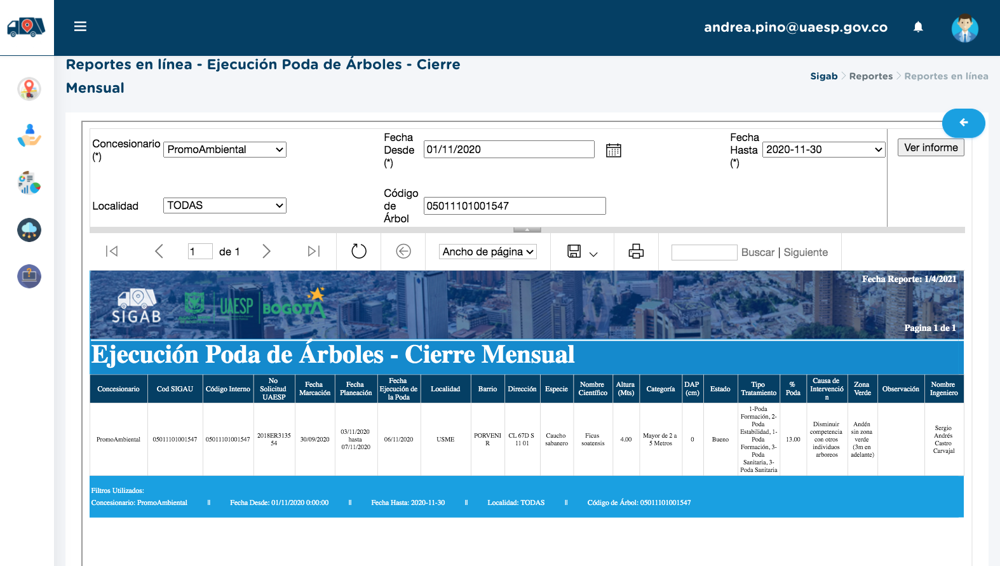 andrea.pino@uaesp.gov.co
Reportes en línea - Ejecución Poda de Árboles - Cierre
Mensual
Sigab > Reportes > Reportes en línea
Concesionario
(*)
PromoAmbiental
Fecha
Desde
(*)
01/11/2020
Fecha
Hasta
(*)
2020-11-30
Ver informe
Localidad
TODAS
Código
de
Árbol
05011101001547
1 de 1
Ancho de página
Buscar | Siguiente
Fecha Reporte: 1/4/2021
SIGAB
UAESP
BOGOTÁ
Pagina 1 de 1
Ejecución Poda de Árboles - Cierre Mensual
Concesionario
Cod SIGAU
Código Interno
No
Solicitud
UAESP
Fecha
Marcación
Fecha
Planeación
Fecha
Ejecución de
la Poda
Localidad
Barrio
Dirección
Especie
Nombre
Científico
Altura
(Mts)
Categoría
DAP
(cm)
Estado
Tipo
Tratamiento
%
Poda
Causa de
Intervenció
n
Zona
Verde
Observación
Nombre
Ingeniero
PromoAmbiental
05011101001547
05011101001547
2018ER3135
54
30/09/2020
03/11/2020
hasta
07/11/2020
06/11/2020
USME
PORVENI
R
CL 67D S
11 01
Caucho
sabanero
Ficus
soatensis
4.00
Mayor de 2 a
5 Metros
0
Bueno
1-Poda
Formación, 2-
Poda
Estabilidad, 1-
Poda
Formación, 3-
Poda
Sanitaria, 3-
Poda Sanitaria
13.00
Disminuir
competencia
con otros
individuos
arboreos
Andén
sin zona
verde
(3m en
adelante)
Sergio
Andrés
Castro
Carvajal
Filtros Utilizados:
Concesionario: PromoAmbiental || Fecha Desde: 01/11/2020 0:00:00 || Fecha Hasta: 2020-11-30 || Localidad: TODAS || Código de Árbol: 05011101001547